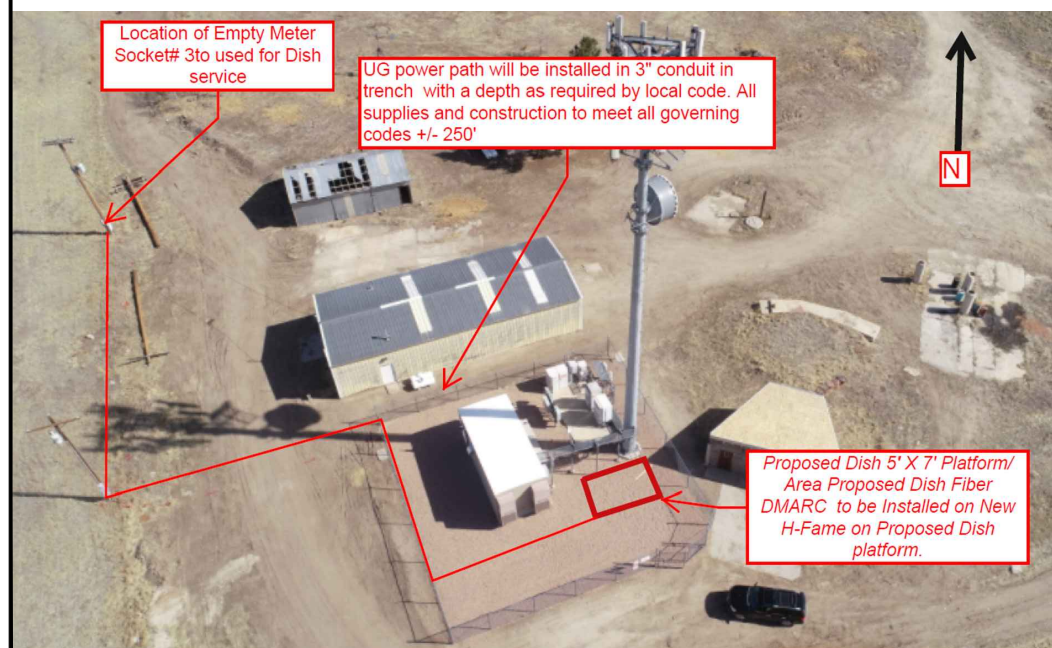 Location of Empty Meter
Socket# 3to used for Dish
service
UG power path will be installed in 3" conduit in
trench with a depth as required by local code. All
supplies and construction to meet all governing
codes +/- 250'
N
Proposed Dish 5' X 7' Platform/
Area Proposed Dish Fiber
DMARC to be Installed on New
H-Fame on Proposed Dish
platform.